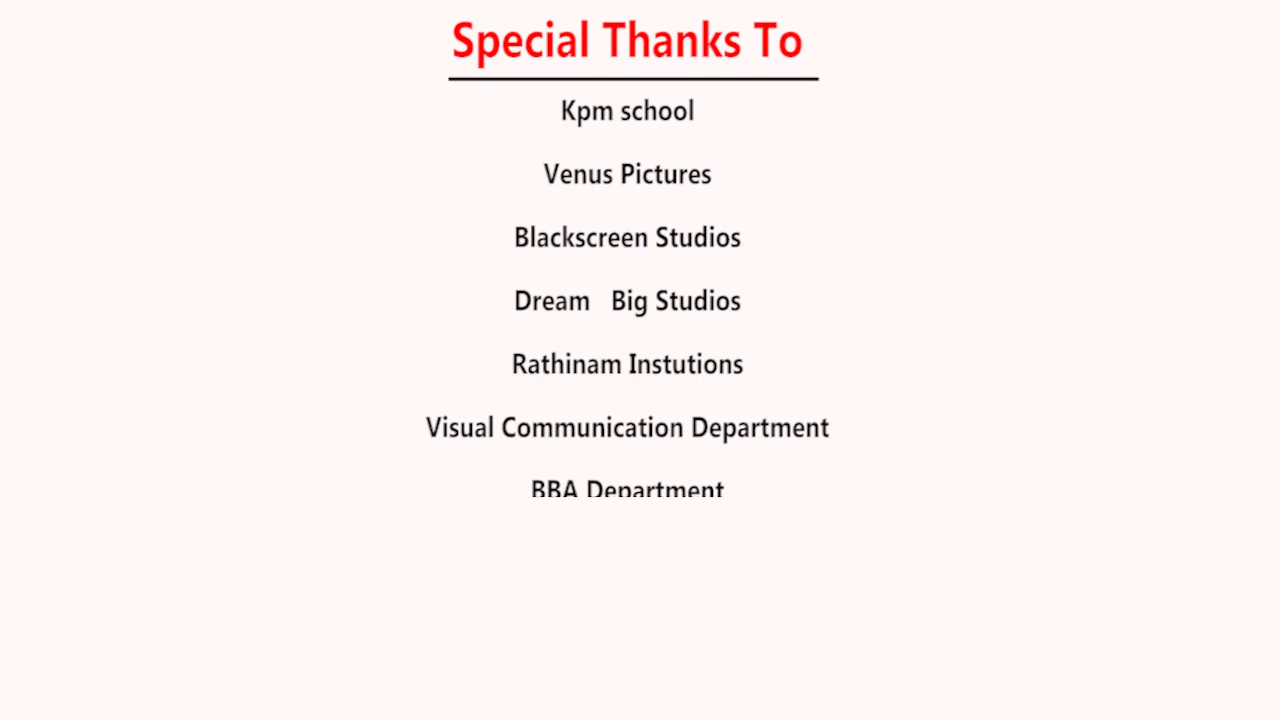 Special Thanks To
Kpm school
Venus Pictures
Blackscreen Studios
Dream Big Studios
Rathinam Instutions
Visual Communication Department
BBA Department